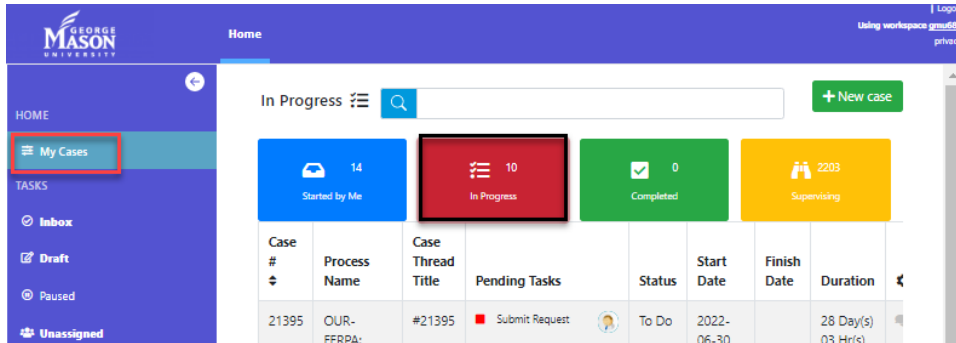 GEORGE
MASON
UNIVERSITY
Home
Using workspace
HOME
My Cases
TASKS
Inbox
Draft
Paused
Unassigned
In Progress
+ New case
14
Started by Me
10
In Progress
0
Completed
2203
Supervising
Case
#
Process
Name
Case
Thread
Title
Pending Tasks
Status
Start
Date
Finish
Date
Duration
21395
OUR-
FERPA:
#21395
Submit Request
To Do
2022-
06-30
28 Day(s)
03 Hr(s)